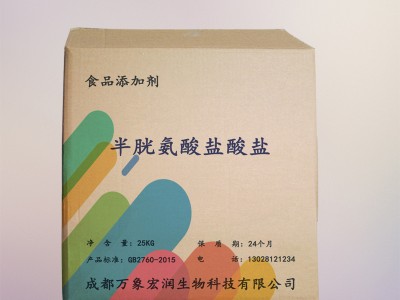 食品添加剂
半胱氨酸盐酸盐
净 含 量：25KG 保 质 期：24个月
产品标准：GB2760-2015 电 话：13028121234
成都万象宏润生物科技有限公司